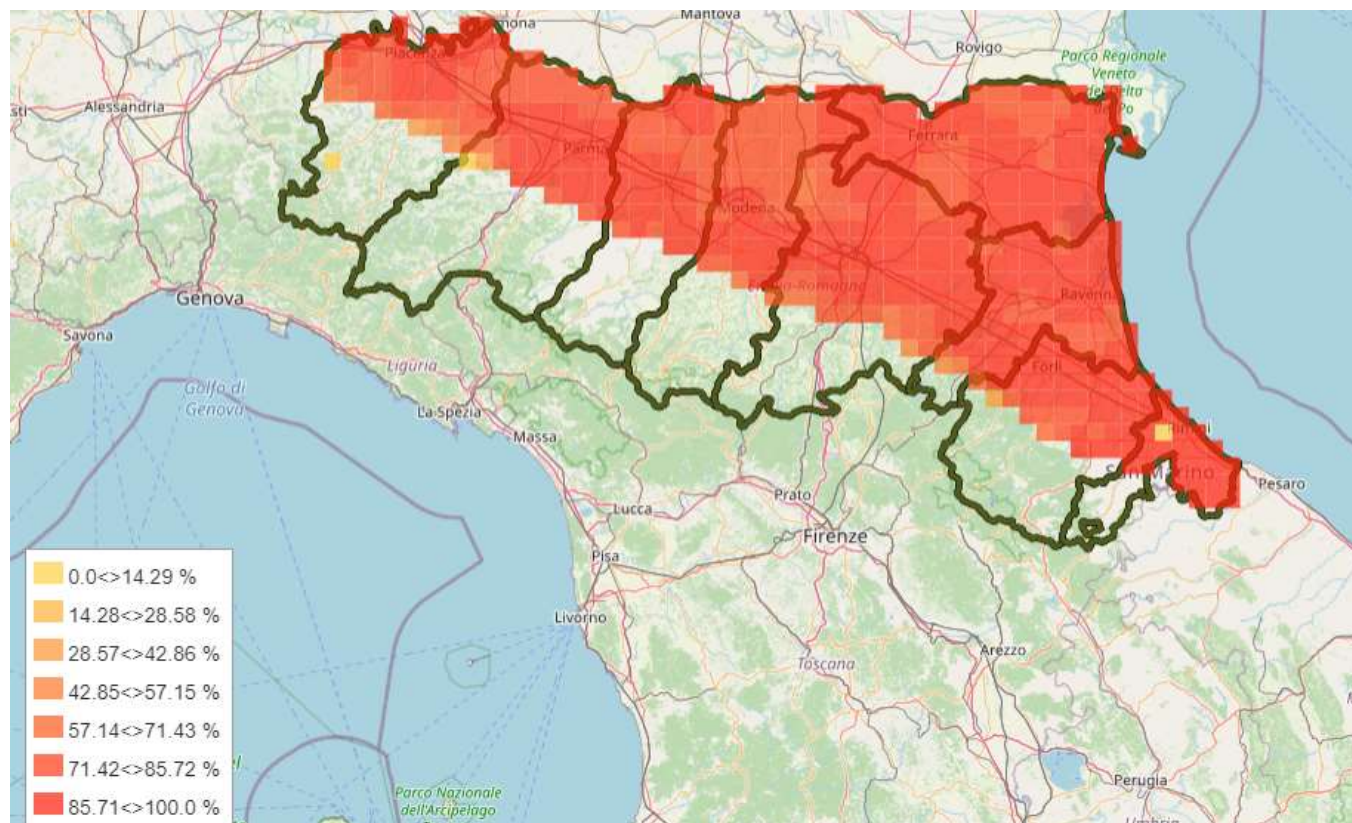 Mantova
Rovigo
Parco Regionale
Veneto
del Delta
Po
Piacenza
Alessandria
Ferrara
Parma
Modena
Genova
Ravenna
Savona
Liguria
Forlì
Golfo di
Genova
La Spezia
Massa
San Marino
Pesaro
Prato
Lucca
Firenze
Pisa
Livorno
Arezzo
Toscana
Perugia
Parco Nazionale
dell'Arcipelago
0.0<>14.29 %
14.28<>28.58 %
28.57<>42.86 %
42.85<>57.15 %
57.14<>71.43 %
71.42<>85.72 %
85.71<>100.0 %